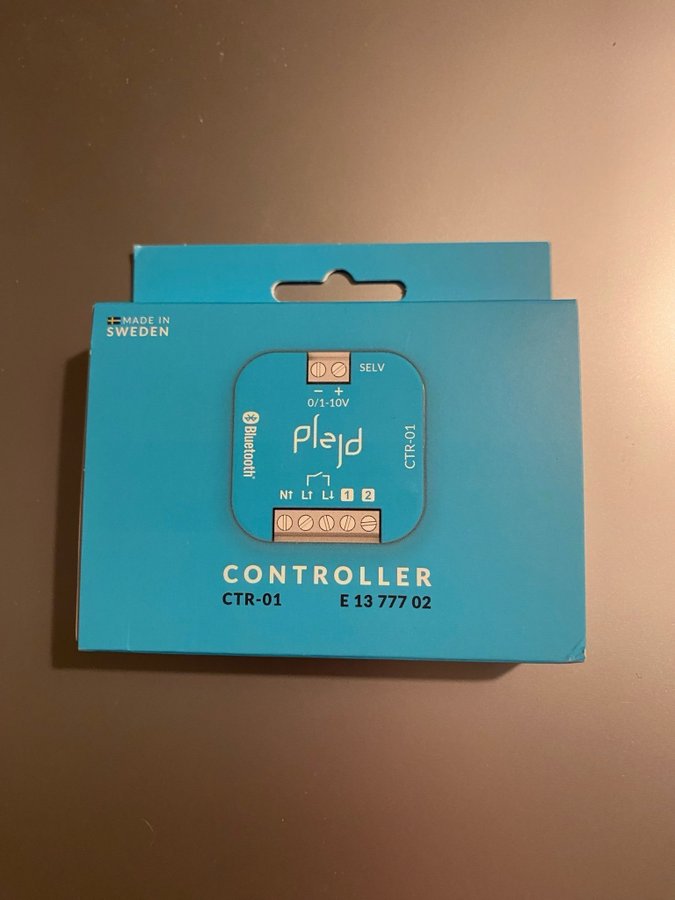 MADE IN
SWEDEN
SELV
− +
0/1-10V
Bluetooth®
plejd
CTR-01
N↑ L↑ L↓ 1 2
CONTROLLER
CTR-01 E 13 777 02